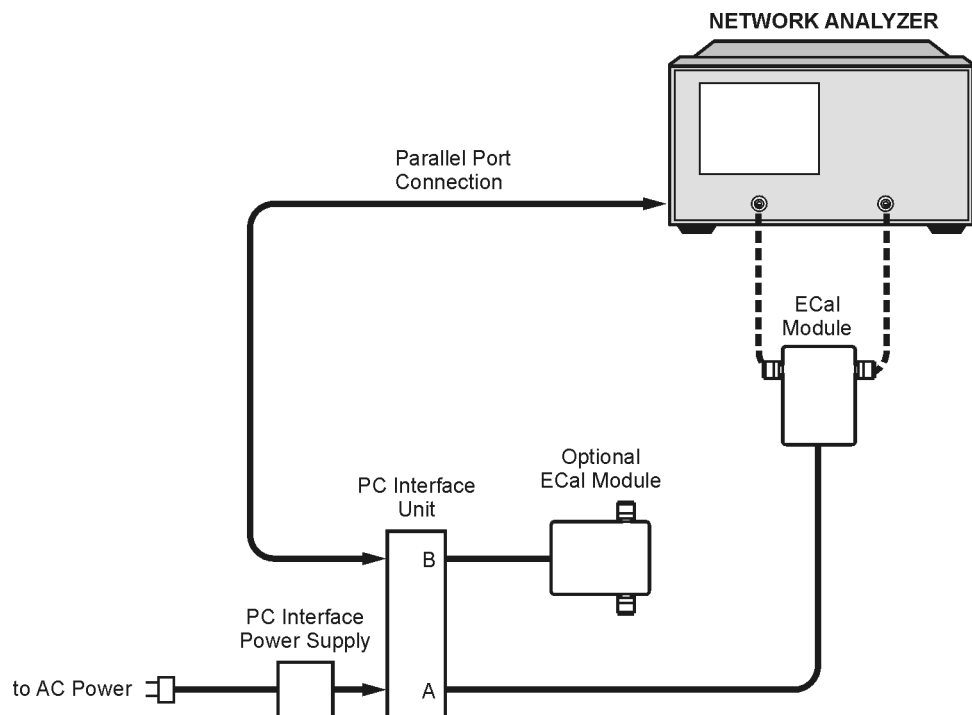 NETWORK ANALYZER
Parallel Port
Connection
ECal
Module
Optional
ECal Module
PC Interface
Unit
B
PC Interface
Power Supply
to AC Power
A